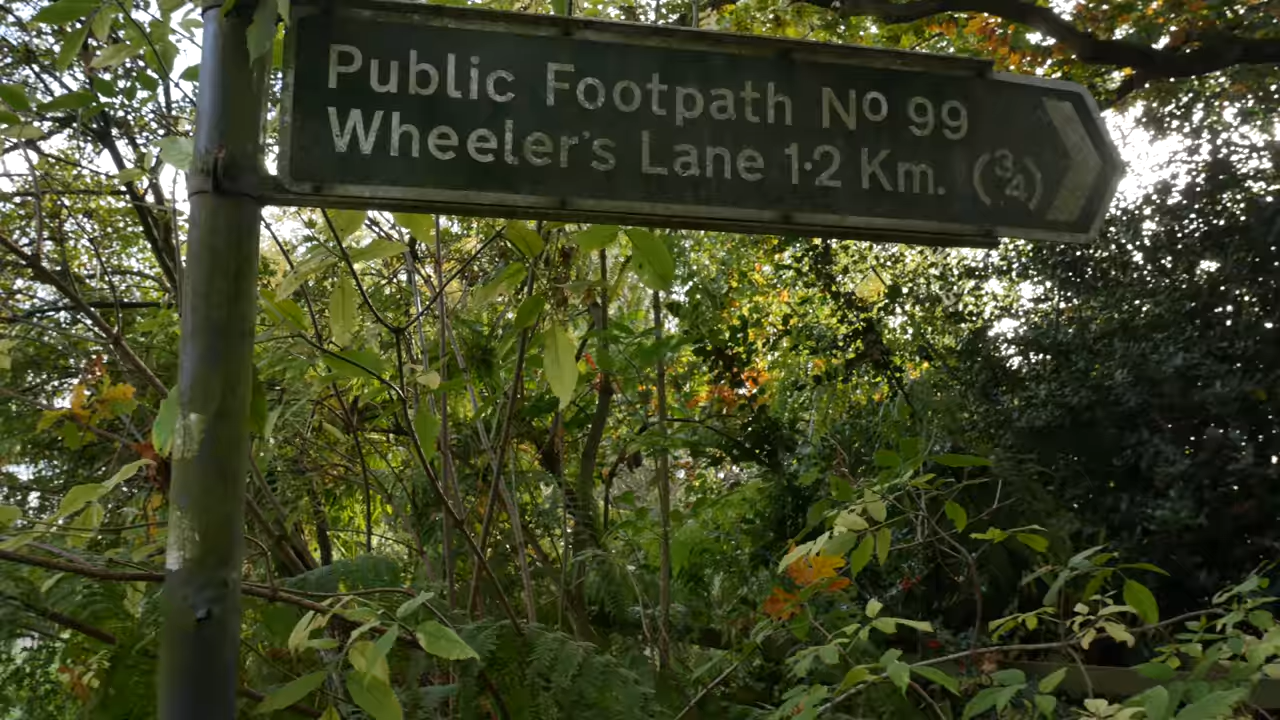 Public Footpath Nº 99
Wheeler's Lane 1·2 Km. (3/4)